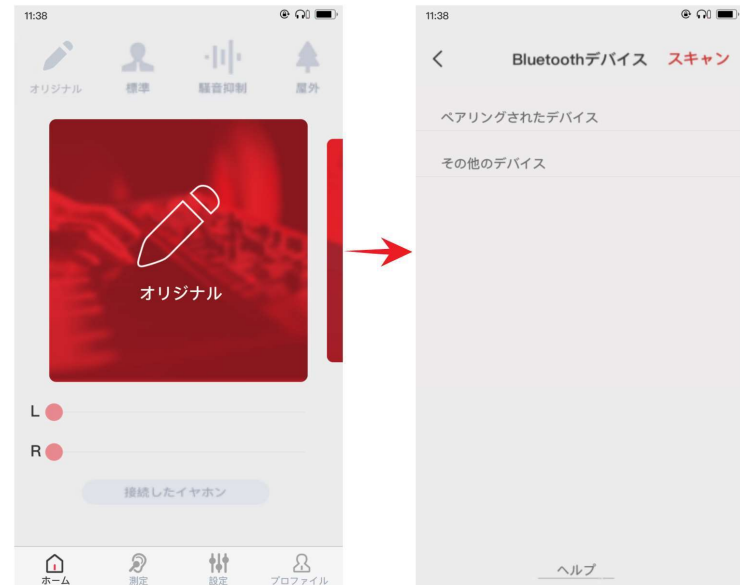 11:38
オリジナル
標準
騒音抑制
屋外
オリジナル
L
R
接続したイヤホン
ホーム
測定
設定
プロファイル
11:38
Bluetoothデバイス
スキャン
ペアリングされたデバイス
その他のデバイス
ヘルプ